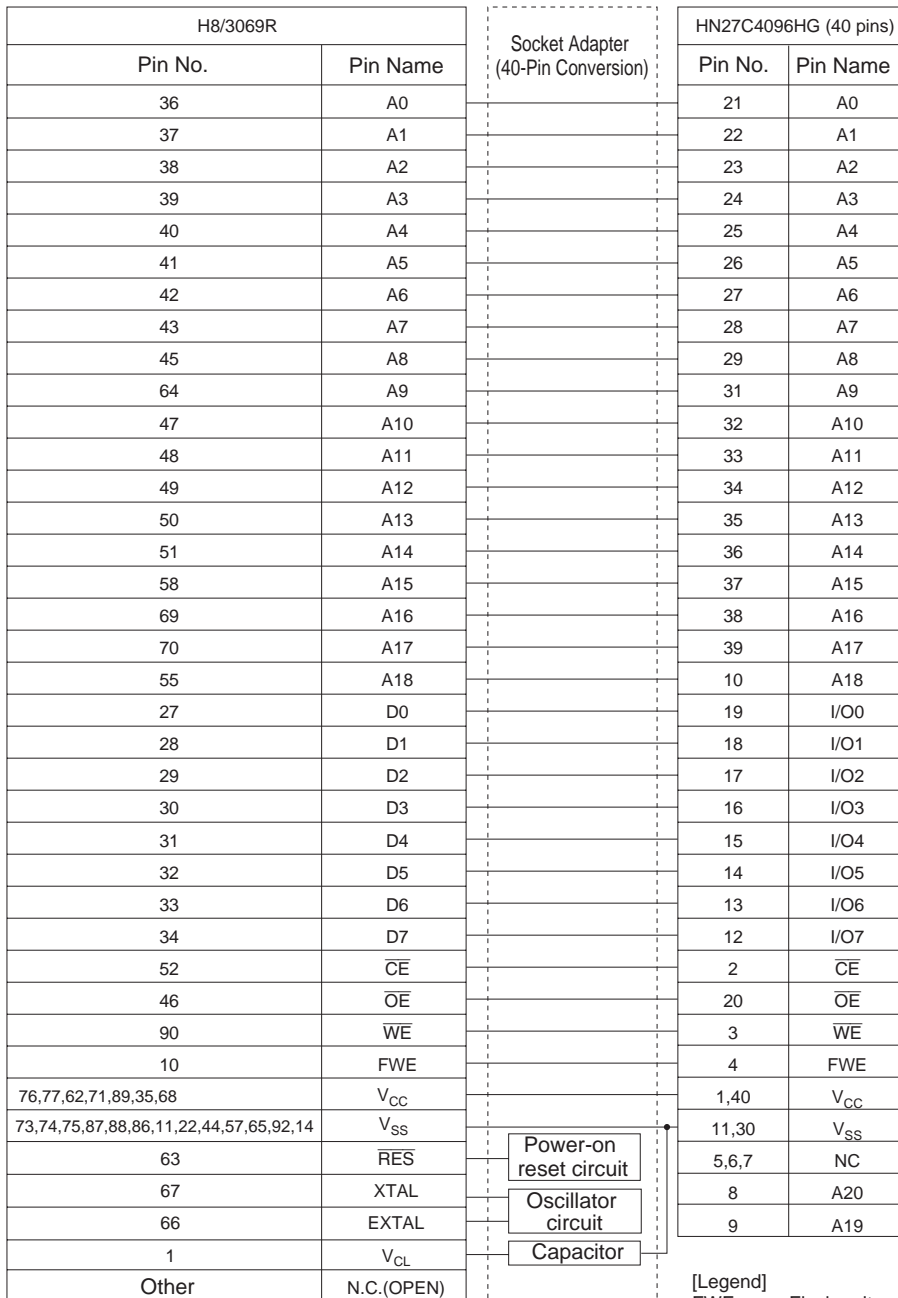 H8/3069R Socket Adapter (40-Pin Conversion) HN27C4096HG (40 pins)
Pin No. Pin Name Pin No. Pin Name
36 A0 21 A0
37 A1 22 A1
38 A2 23 A2
39 A3 24 A3
40 A4 25 A4
41 A5 26 A5
42 A6 27 A6
43 A7 28 A7
45 A8 29 A8
64 A9 31 A9
47 A10 32 A10
48 A11 33 A11
49 A12 34 A12
50 A13 35 A13
51 A14 36 A14
58 A15 37 A15
69 A16 38 A16
70 A17 39 A17
55 A18 10 A18
27 D0 19 I/O0
28 D1 18 I/O1
29 D2 17 I/O2
30 D3 16 I/O3
31 D4 15 I/O4
32 D5 14 I/O5
33 D6 13 I/O6
34 D7 12 I/O7
52 C̅E̅ 2 C̅E̅
46 O̅E̅ 20 O̅E̅
90 W̅E̅ 3 W̅E̅
10 FWE 4 FWE
76,77,62,71,89,35,68 VCC 1,40 VCC
73,74,75,87,88,86,11,22,44,57,65,92,14 VSS 11,30 VSS
63 R̅E̅S̅ Power-on reset circuit 5,6,7 NC
67 XTAL Oscillator circuit 8 A20
66 EXTAL 9 A19
1 VCL Capacitor
Other N.C.(OPEN)
[Legend]